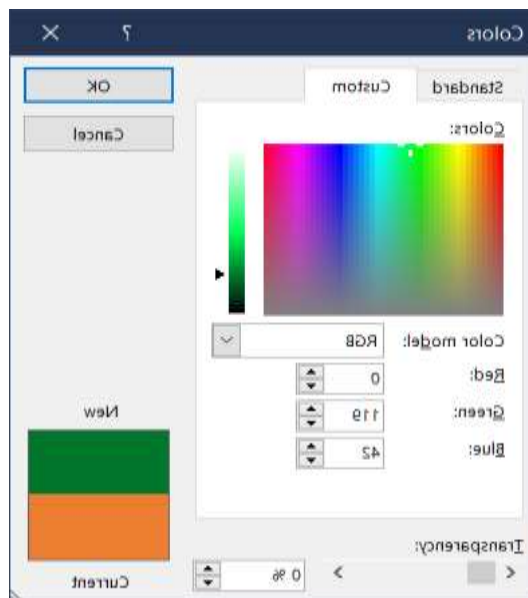 Colors
?
Standard
Custom
OK
Cancel
Colors:
Color model:
RGB
Red:
0
Green:
119
Blue:
42
New
Current
Transparency:
0 %